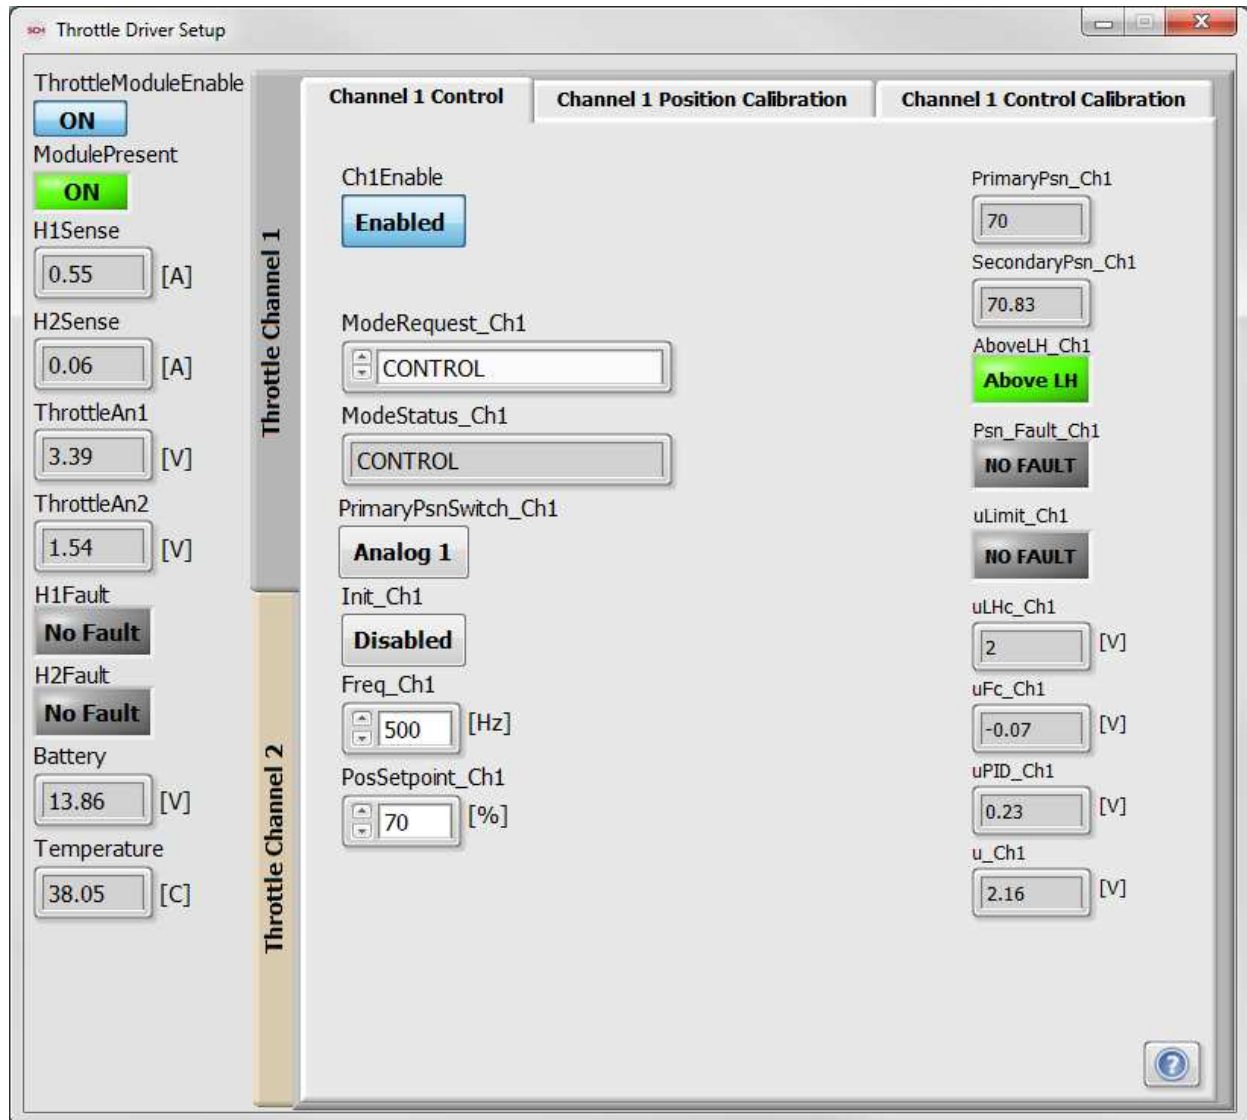 SCM Throttle Driver Setup
ThrottleModuleEnable
ON
ModulePresent
ON
H1Sense
0.55 [A]
H2Sense
0.06 [A]
ThrottleAn1
3.39 [V]
ThrottleAn2
1.54 [V]
H1Fault
No Fault
H2Fault
No Fault
Battery
13.86 [V]
Temperature
38.05 [C]
Throttle Channel 1
Throttle Channel 2
Channel 1 Control
Channel 1 Position Calibration
Channel 1 Control Calibration
Ch1Enable
Enabled
ModeRequest_Ch1
CONTROL
ModeStatus_Ch1
CONTROL
PrimaryPsnSwitch_Ch1
Analog 1
Init_Ch1
Disabled
Freq_Ch1
500 [Hz]
PosSetpoint_Ch1
70 [%]
PrimaryPsn_Ch1
70
SecondaryPsn_Ch1
70.83
AboveLH_Ch1
Above LH
Psn_Fault_Ch1
NO FAULT
uLimit_Ch1
NO FAULT
uLHc_Ch1
2 [V]
uFc_Ch1
-0.07 [V]
uPID_Ch1
0.23 [V]
u_Ch1
2.16 [V]
?